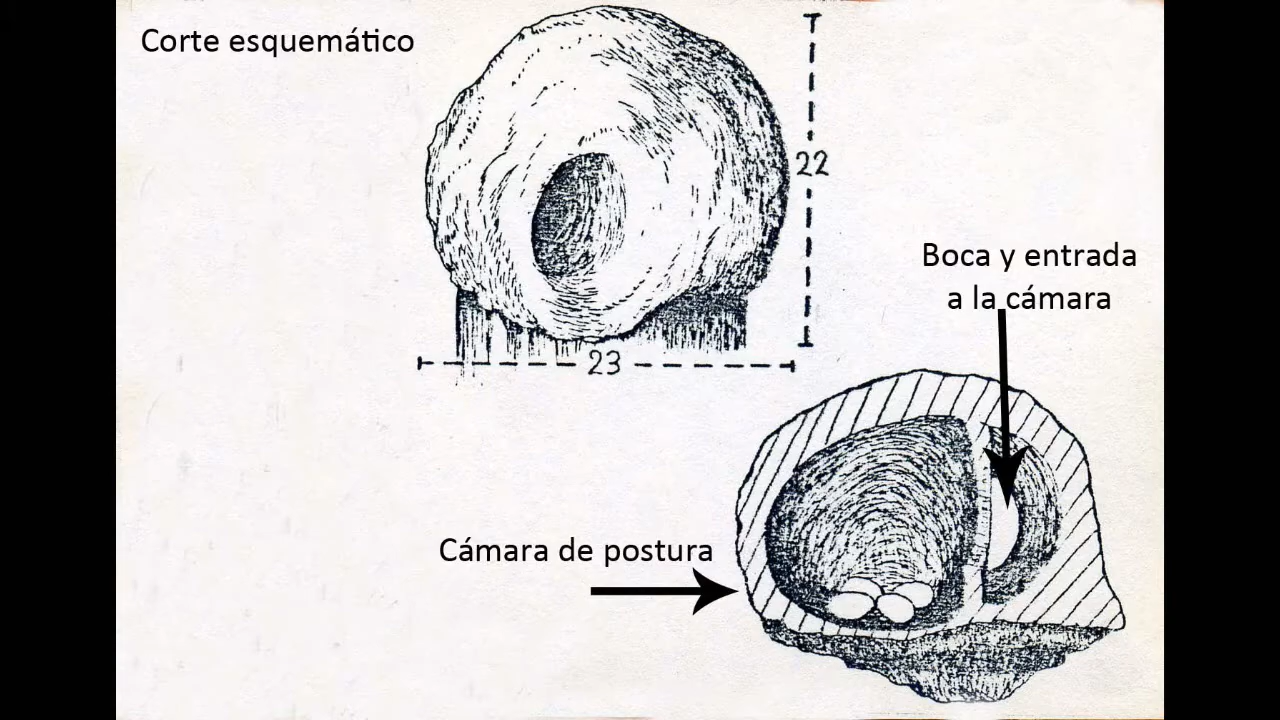 Corte esquemático
22
Boca y entrada
a la cámara
23
Cámara de postura